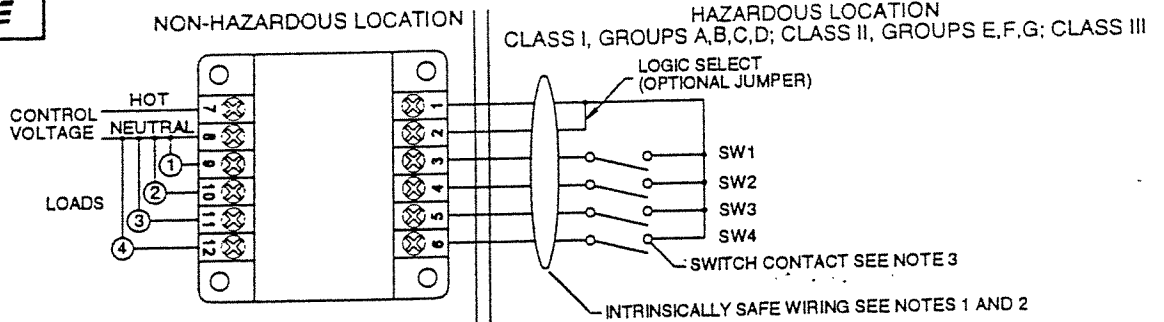 NON-HAZARDOUS LOCATION
HAZARDOUS LOCATION
CLASS I, GROUPS A,B,C,D; CLASS II, GROUPS E,F,G; CLASS III
LOGIC SELECT
(OPTIONAL JUMPER)
CONTROL
VOLTAGE
HOT
NEUTRAL
LOADS
1
2
3
4
7
8
9
10
11
12
1
2
3
4
5
6
SW1
SW2
SW3
SW4
SWITCH CONTACT SEE NOTE 3
INTRINSICALLY SAFE WIRING SEE NOTES 1 AND 2